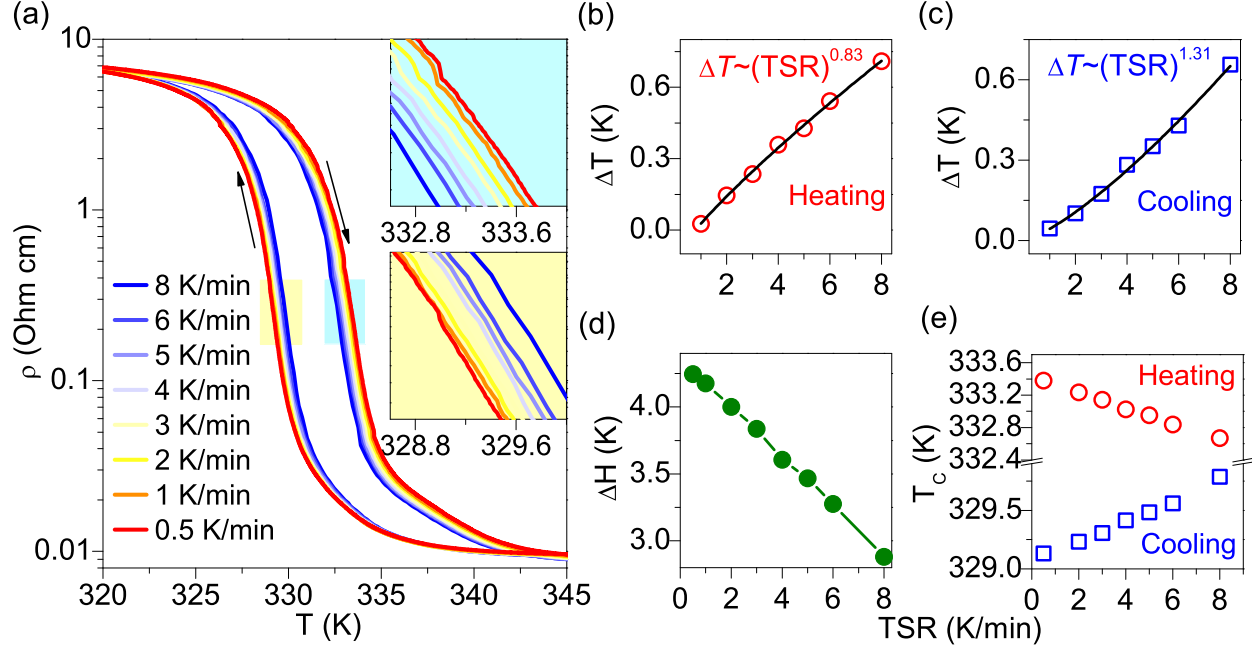 (a)
10
1
0.1
0.01
ρ (Ohm cm)
320 325 330 335 340 345
T (K)
8 K/min
6 K/min
5 K/min
4 K/min
3 K/min
2 K/min
1 K/min
0.5 K/min
332.8 333.6
328.8 329.6
(b)
ΔT~(TSR)^0.83
0.6
0.3
0.0
ΔT (K)
Heating
2 4 6 8
(c)
ΔT~(TSR)^1.31
0.6
0.3
0.0
ΔT (K)
Cooling
2 4 6 8
(d)
4.0
3.5
3.0
ΔH (K)
0 2 4 6 8
(e)
333.6
333.2
332.8
332.4
329.5
329.0
T_C (K)
Heating
Cooling
0 2 4 6 8
TSR (K/min)